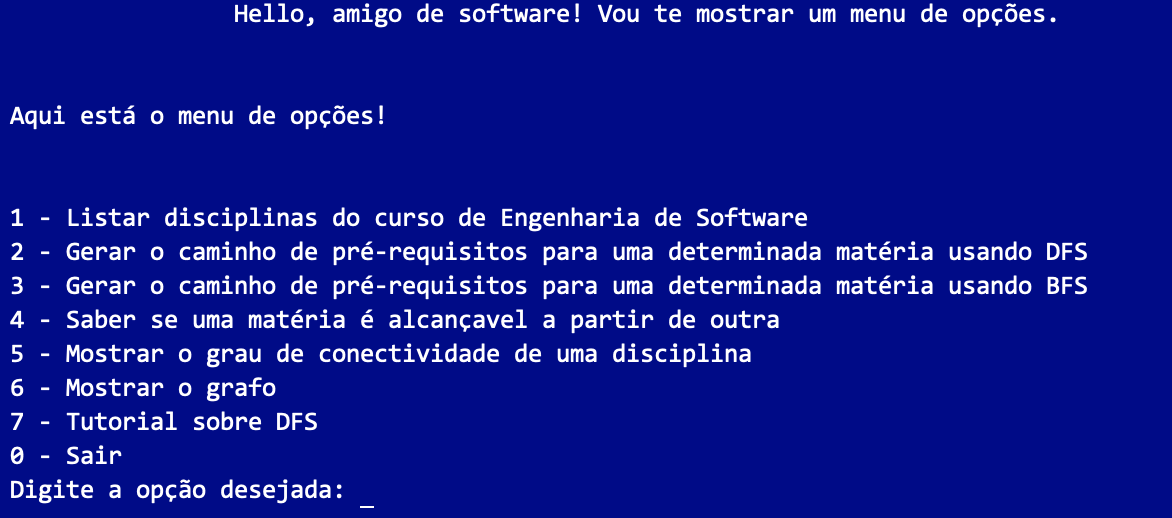 Hello, amigo de software! Vou te mostrar um menu de opções.
Aqui está o menu de opções!
1 - Listar disciplinas do curso de Engenharia de Software
2 - Gerar o caminho de pré-requisitos para uma determinada matéria usando DFS
3 - Gerar o caminho de pré-requisitos para uma determinada matéria usando BFS
4 - Saber se uma matéria é alcançavel a partir de outra
5 - Mostrar o grau de conectividade de uma disciplina
6 - Mostrar o grafo
7 - Tutorial sobre DFS
0 - Sair
Digite a opção desejada: _